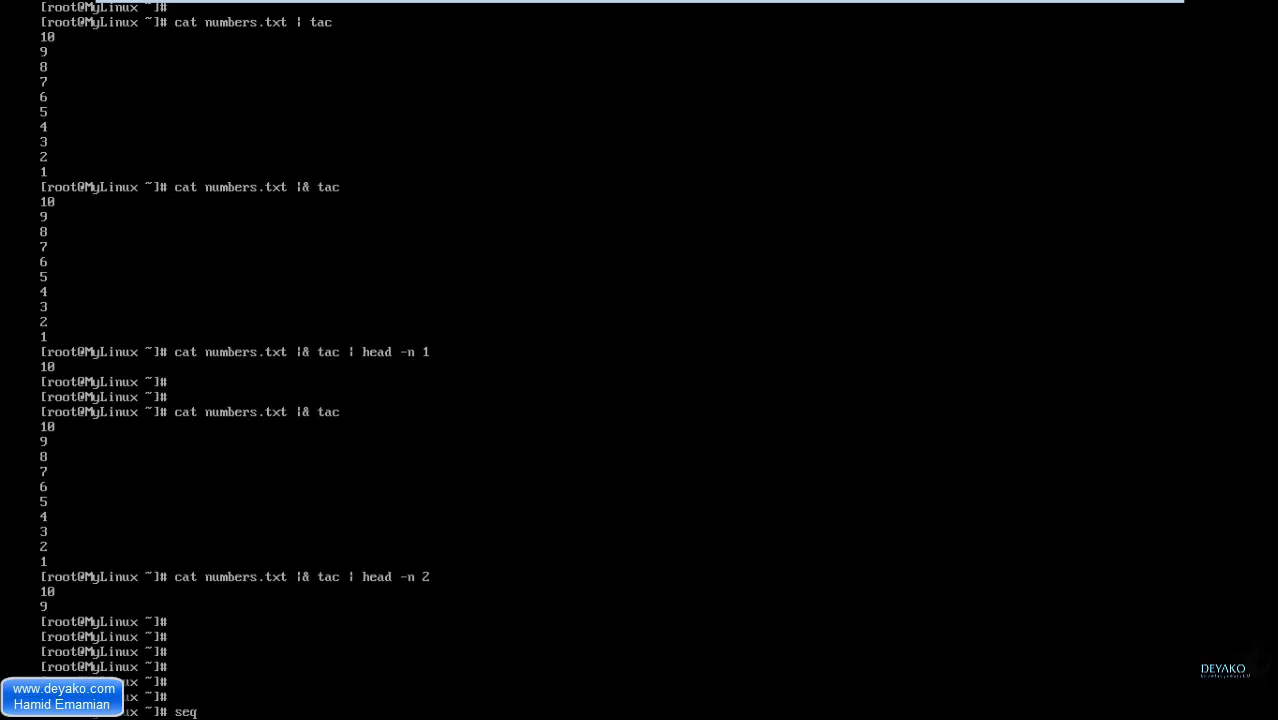 [root@MyLinux ~]#
[root@MyLinux ~]# cat numbers.txt | tac
10
9
8
7
6
5
4
3
2
1
[root@MyLinux ~]# cat numbers.txt |& tac
10
9
8
7
6
5
4
3
2
1
[root@MyLinux ~]# cat numbers.txt |& tac | head -n 1
10
[root@MyLinux ~]#
[root@MyLinux ~]#
[root@MyLinux ~]# cat numbers.txt |& tac
10
9
8
7
6
5
4
3
2
1
[root@MyLinux ~]# cat numbers.txt |& tac | head -n 2
10
9
[root@MyLinux ~]#
[root@MyLinux ~]#
[root@MyLinux ~]#
[root@MyLinux ~]#
ux ~]#
ux ~]#
ux ~]# seq
www.deyako.com
Hamid Emamian
DEYAKO